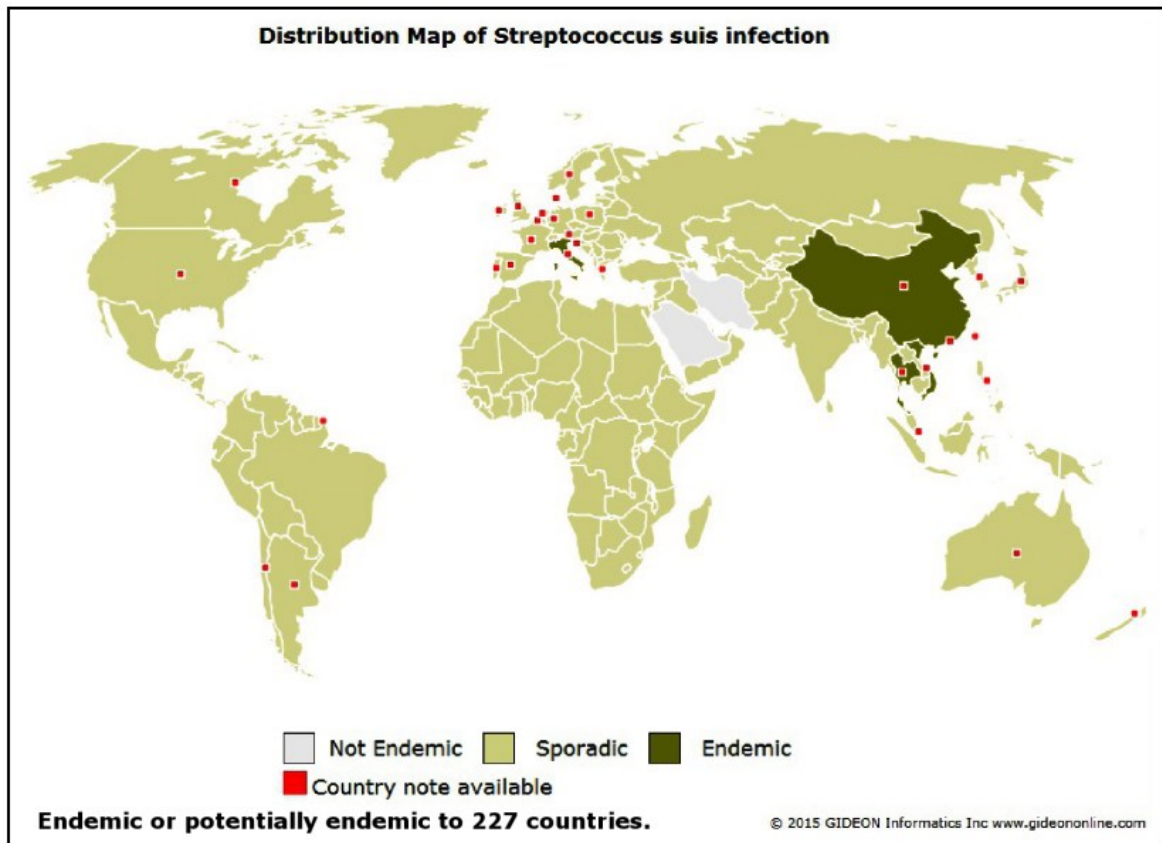 Distribution Map of Streptococcus suis infection
Not Endemic
Sporadic
Endemic
Country note available
Endemic or potentially endemic to 227 countries.
© 2015 GIDEON Informatics Inc www.gideononline.com